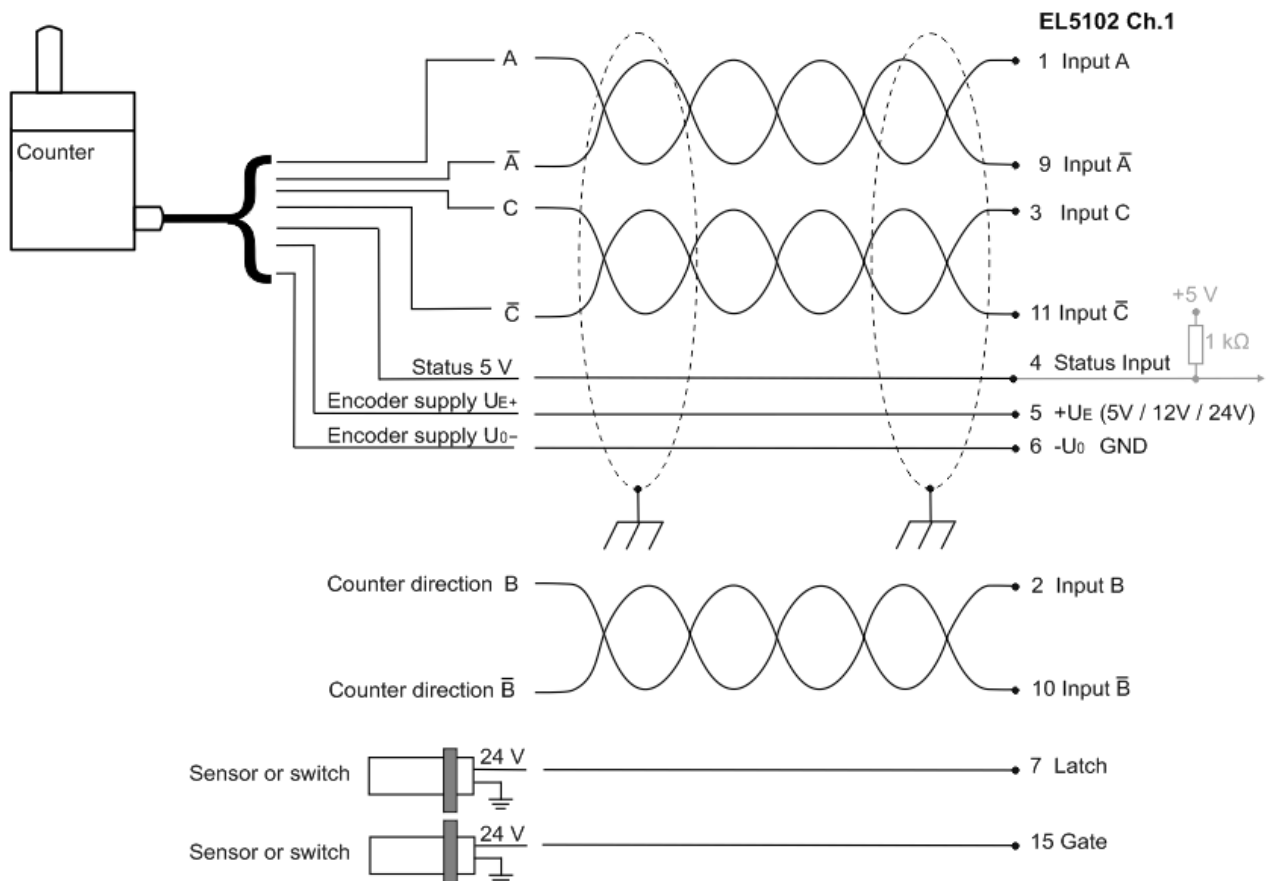 EL5102 Ch.1
A
1 Input A
Counter
A̅
9 Input A̅
C
3 Input C
C̅
11 Input C̅
+5 V
1 kΩ
Status 5 V
4 Status Input
Encoder supply UE+
5 +UE (5V / 12V / 24V)
Encoder supply U0−
6 -U0 GND
Counter direction B
2 Input B
Counter direction B̅
10 Input B̅
Sensor or switch
24 V
7 Latch
Sensor or switch
24 V
15 Gate